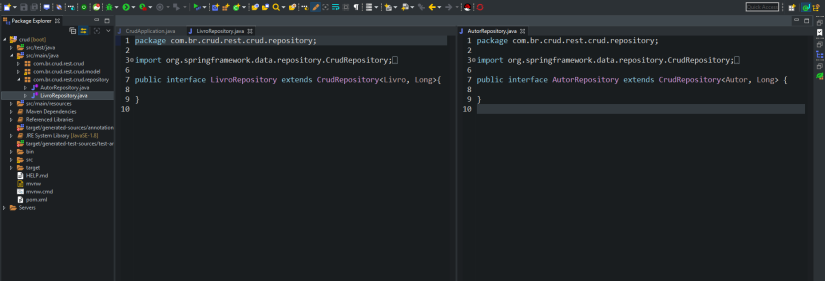 Quick Access
Package Explorer
crud [boot]
src/test/java
src/main/java
com.br.crud.rest.crud
com.br.crud.rest.crud.model
com.br.crud.rest.crud.repository
AutorRepository.java
LivroRepository.java
src/main/resources
Maven Dependencies
Referenced Libraries
target/generated-sources/annotation
JRE System Library [JavaSE-1.8]
target/generated-test-sources/test-ar
bin
src
target
HELP.md
mvnw
mvnw.cmd
pom.xml
Servers
CrudApplication.java
LivroRepository.java
1 package com.br.crud.rest.crud.repository;
2
3 import org.springframework.data.repository.CrudRepository;
6
7 public interface LivroRepository extends CrudRepository<Livro, Long>{
8
9 }
10
AutorRepository.java
1 package com.br.crud.rest.crud.repository;
2
3 import org.springframework.data.repository.CrudRepository;
6
7 public interface AutorRepository extends CrudRepository<Autor, Long> {
8
9 }
10